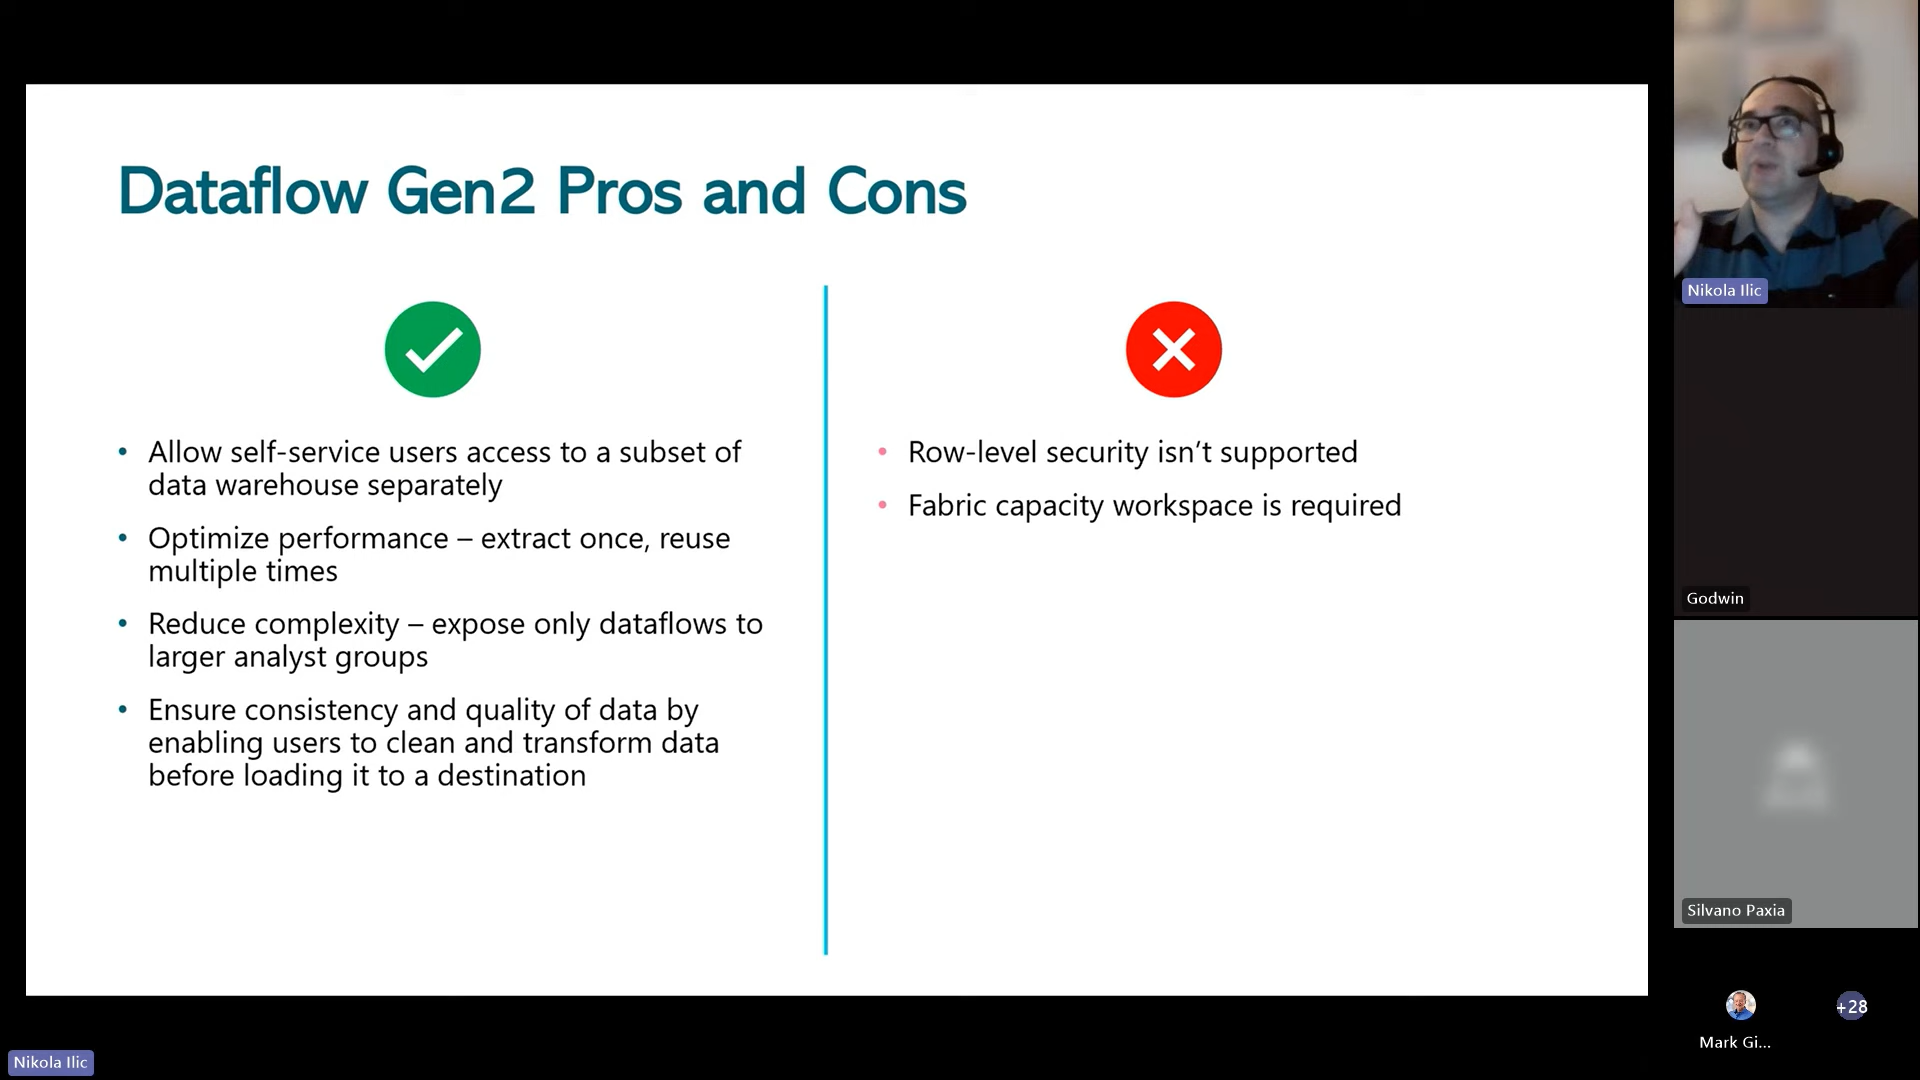 Dataflow Gen2 Pros and Cons
• Allow self-service users access to a subset of
data warehouse separately
• Optimize performance – extract once, reuse
multiple times
• Reduce complexity – expose only dataflows to
larger analyst groups
• Ensure consistency and quality of data by
enabling users to clean and transform data
before loading it to a destination
• Row-level security isn’t supported
• Fabric capacity workspace is required
Nikola Ilic
Godwin
Silvano Paxia
Mark Gi...
+28
Nikola Ilic